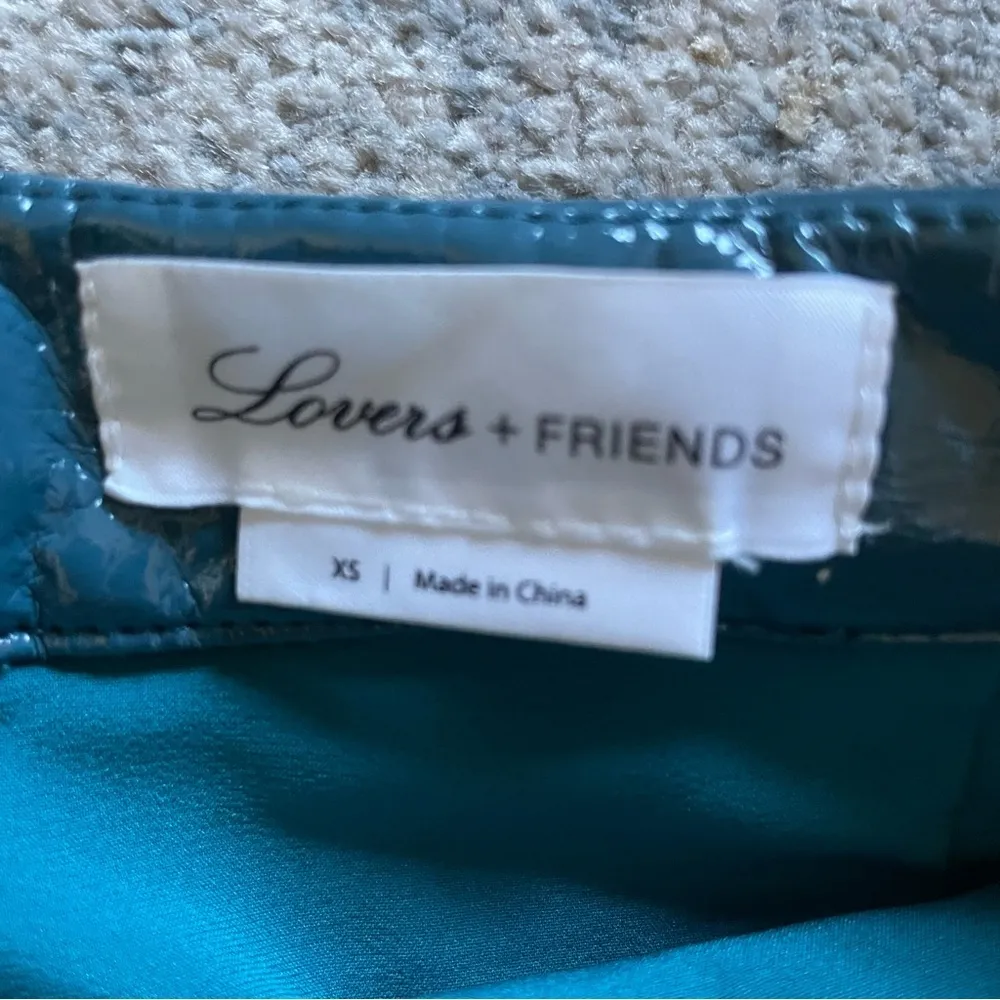 Lovers + FRIENDS
XS | Made in China